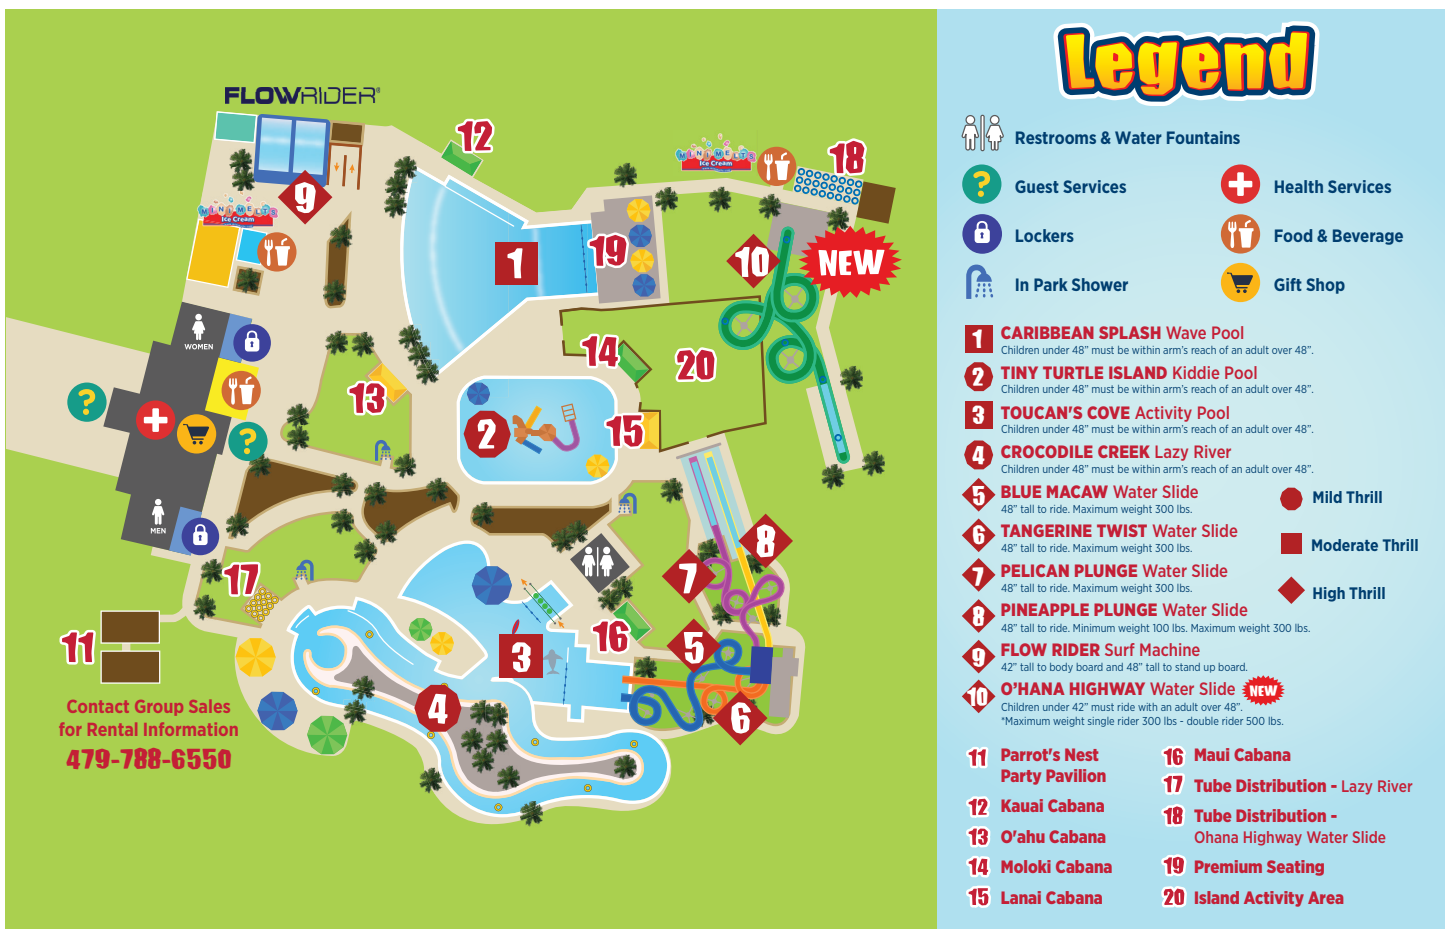 FLOWRIDER®
12
MINI MELTS
Ice Cream
18
9
MINI MELTS
Ice Cream
1
19
10
NEW
WOMEN
14
20
13
?
2
15
?
MEN
8
7
17
11
16
5
3
4
6
Contact Group Sales
for Rental Information
479-788-6550
Legend
Restrooms & Water Fountains
? Guest Services
Health Services
Lockers
Food & Beverage
In Park Shower
Gift Shop
1 CARIBBEAN SPLASH Wave Pool
Children under 48” must be within arm's reach of an adult over 48”.
2 TINY TURTLE ISLAND Kiddie Pool
Children under 48” must be within arm's reach of an adult over 48”.
3 TOUCAN'S COVE Activity Pool
Children under 48” must be within arm's reach of an adult over 48”.
4 CROCODILE CREEK Lazy River
Children under 48” must be within arm's reach of an adult over 48”.
5 BLUE MACAW Water Slide
48” tall to ride. Maximum weight 300 lbs.
6 TANGERINE TWIST Water Slide
48” tall to ride. Maximum weight 300 lbs.
7 PELICAN PLUNGE Water Slide
48” tall to ride. Maximum weight 300 lbs.
8 PINEAPPLE PLUNGE Water Slide
48” tall to ride. Minimum weight 100 lbs. Maximum weight 300 lbs.
9 FLOW RIDER Surf Machine
42” tall to body board and 48” tall to stand up board.
10 O'HANA HIGHWAY Water Slide NEW
Children under 42” must ride with an adult over 48”.
*Maximum weight single rider 300 lbs - double rider 500 lbs.
Mild Thrill
Moderate Thrill
High Thrill
11 Parrot's Nest
Party Pavilion
12 Kauai Cabana
13 O'ahu Cabana
14 Moloki Cabana
15 Lanai Cabana
16 Maui Cabana
17 Tube Distribution - Lazy River
18 Tube Distribution -
Ohana Highway Water Slide
19 Premium Seating
20 Island Activity Area